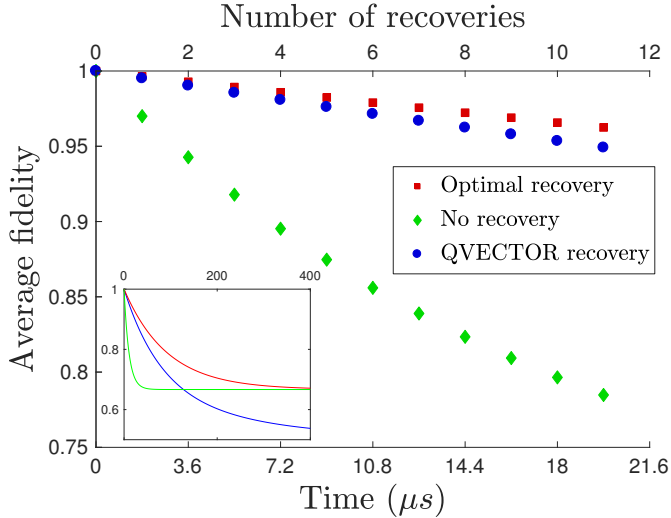 Number of recoveries
0 2 4 6 8 10 12
1
0.95
0.9
0.85
0.8
0.75
Average fidelity
Optimal recovery
No recovery
QVECTOR recovery
0 200 400
1
0.8
0.6
0 3.6 7.2 10.8 14.4 18 21.6
Time (μs)